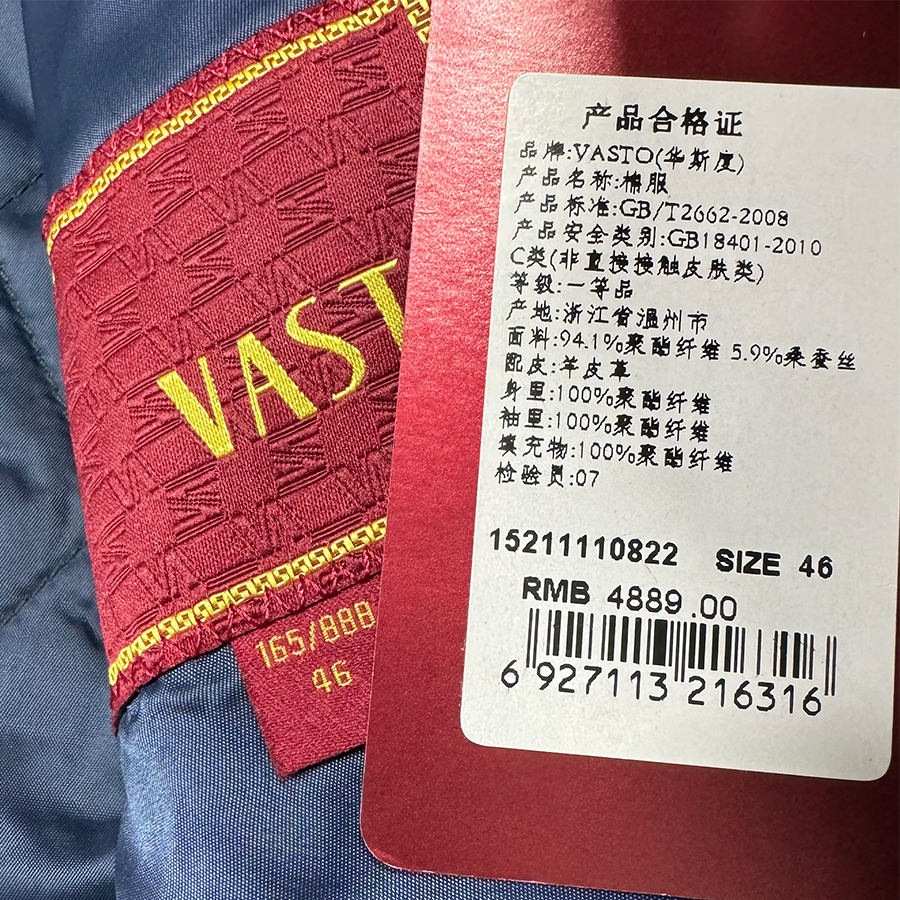 VAST
165/888
46
产品合格证
品牌:VASTO(华斯度)
产品名称:棉服
产品标准:GB/T2662-2008
产品安全类别:GB18401-2010
C类(非直接接触皮肤类)
等级:一等品
产地:浙江省温州市
面料:94.1%聚酯纤维 5.9%桑蚕丝
配皮:羊皮革
身里:100%聚酯纤维
袖里:100%聚酯纤维
填充物:100%聚酯纤维
检验员:07
15211110822 SIZE 46
RMB 4889.00
6 927113 216316